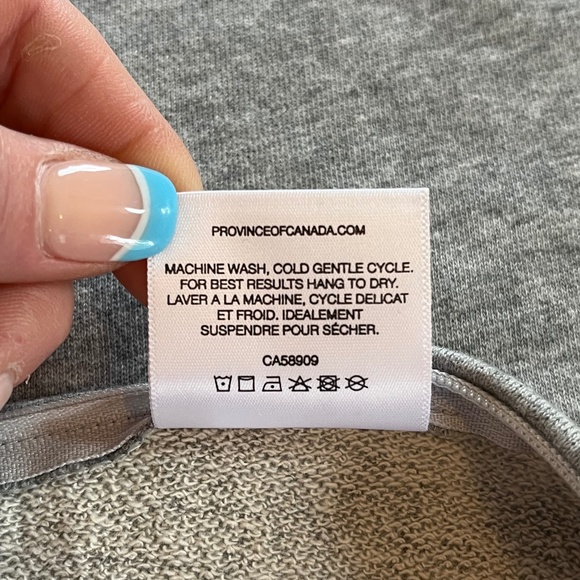 PROVINCEOFCANADA.COM
MACHINE WASH, COLD GENTLE CYCLE.
FOR BEST RESULTS HANG TO DRY.
LAVER A LA MACHINE, CYCLE DELICAT
ET FROID. IDEALEMENT
SUSPENDRE POUR SÉCHER.
CA58909